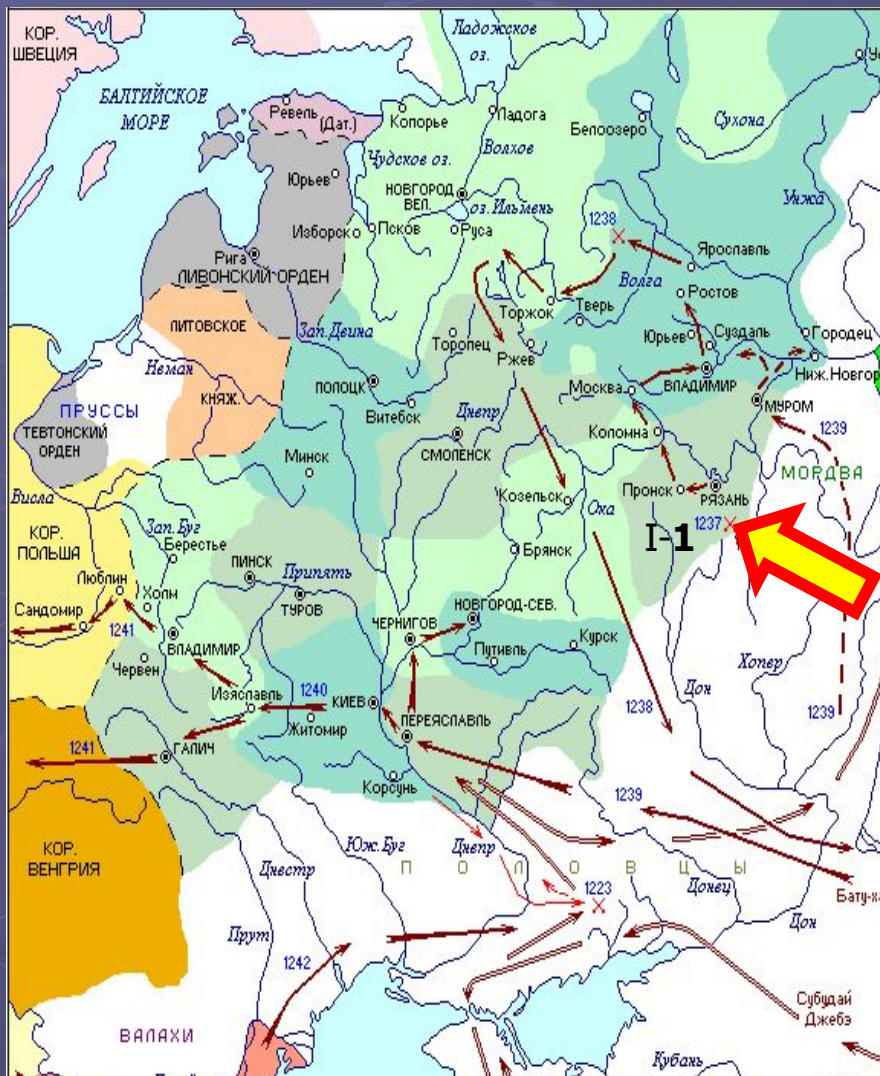 КОР.
ШВЕЦИЯ
Ладожское
оз.
БАЛТИЙСКОЕ
МОРЕ
Ревель
(Дат.)
Копорье
Ладога
Белоозеро
Сухона
Чудское оз.
Волхов
Юрьев
НОВГОРОД
ВЕЛ.
оз.Ильмень
Унжа
Изборск
Псков
Руса
1238
Ярославль
Рига
ЛИВОНСКИЙ ОРДЕН
Волга
Ростов
ЛИТОВСКОЕ
Зап.Двина
Торжок
Тверь
Юрьев
Суздаль
Городец
Торопец
Ржев
Неман
КНЯЖ.
ПОЛОЦК
Москва
ВЛАДИМИР
Ниж.Новгор
ПРУССЫ
Витебск
Днепр
МУРОМ
ТЕВТОНСКИЙ
ОРДЕН
СМОЛЕНСК
Коломна
1239
Минск
МОРДВА
Висла
Козельск
Пронск
РЯЗАНЬ
Зап.Буг
Ока
1237
КОР.
ПОЛЬША
Берестье
I-1
Брянск
Люблин
ПИНСК
Припять
Холм
ТУРОВ
НОВГОРОД-СЕВ.
Сандомир
1241
ЧЕРНИГОВ
ВЛАДИМИР
Путивль
Курск
Червен
Хопер
Изяславль
1240
КИЕВ
Дон
1238
1239
Житомир
ПЕРЕЯСЛАВЛЬ
1241
ГАЛИЧ
Корсунь
1239
КОР.
ВЕНГРИЯ
Юж.Буг
Днепр
Днестр
ПОЛОВЦЫ
1223
Донец
Бату-ха
Дон
Прут
1242
Субудай
Джебэ
ВАЛАХИ
Кубань